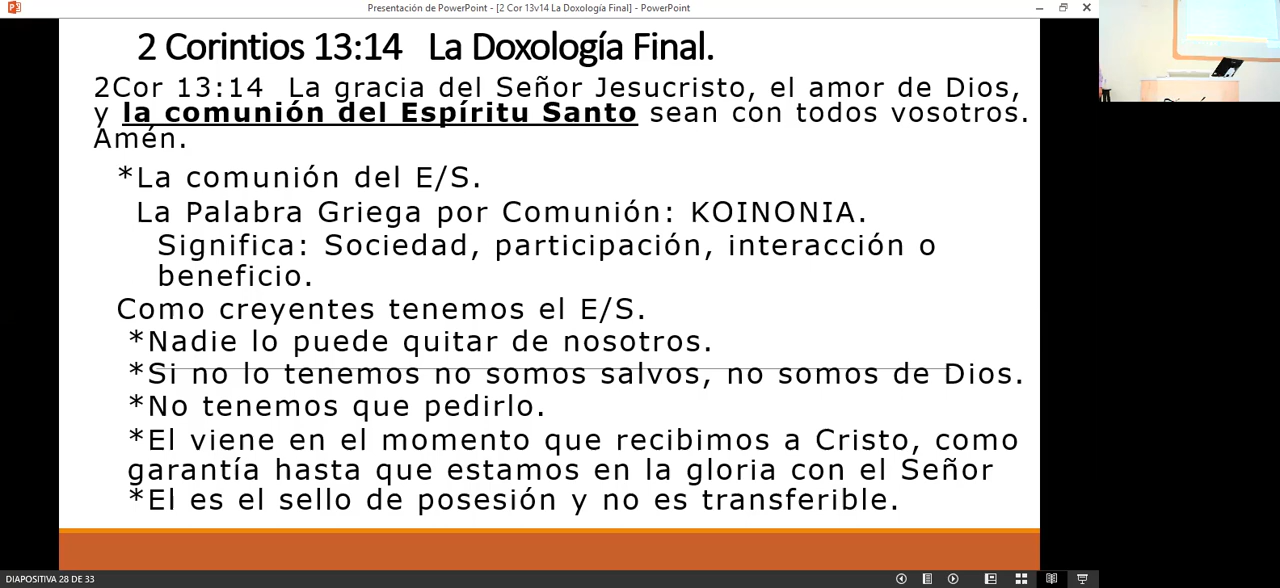 Presentación de PowerPoint - [2 Cor 13v14 La Doxología Final] - PowerPoint
2 Corintios 13:14 La Doxología Final.
2Cor 13:14 La gracia del Señor Jesucristo, el amor de Dios,
y la comunión del Espíritu Santo sean con todos vosotros.
Amén.
*La comunión del E/S.
La Palabra Griega por Comunión: KOINONIA.
Significa: Sociedad, participación, interacción o
beneficio.
Como creyentes tenemos el E/S.
*Nadie lo puede quitar de nosotros.
*Si no lo tenemos no somos salvos, no somos de Dios.
*No tenemos que pedirlo.
*El viene en el momento que recibimos a Cristo, como
garantía hasta que estamos en la gloria con el Señor
*El es el sello de posesión y no es transferible.
DIAPOSITIVA 28 DE 33